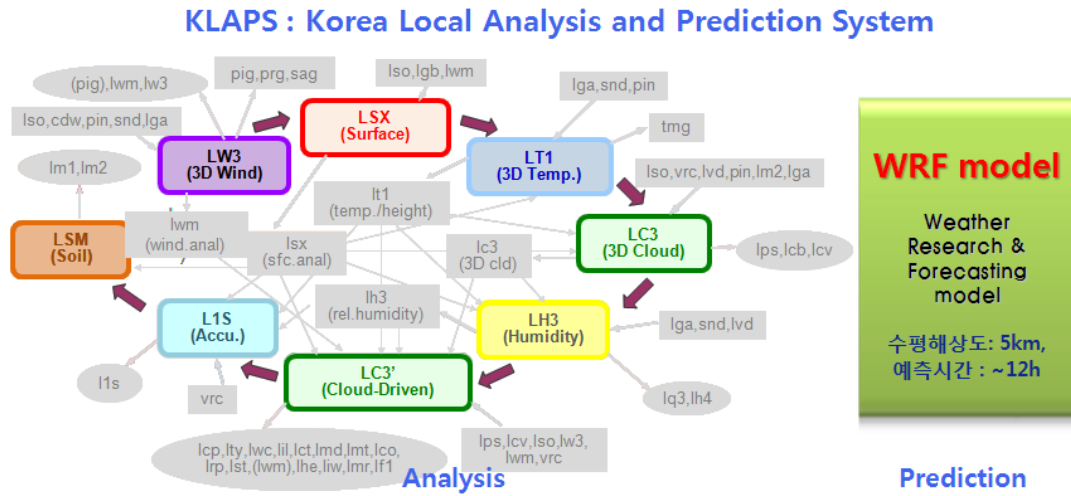 KLAPS : Korea Local Analysis and Prediction System
(pig),lwm,lw3
pig,prg,sag
lso,lgb,lwm
lga,snd,pin
lso,cdw,pin,snd,lga
LSX
(Surface)
tmg
LW3
(3D Wind)
LT1
(3D Temp.)
lm1,lm2
lso,vrc,lvd,pin,lm2,lga
lt1
(temp./height)
LSM
(Soil)
lwm
(wind.anal)
lsx
(sfc.anal)
lc3
(3D cld)
LC3
(3D Cloud)
lps,lcb,lcv
L1S
(Accu.)
lh3
(rel.humidity)
LH3
(Humidity)
lga,snd,lvd
l1s
vrc
LC3’
(Cloud-Driven)
lq3,lh4
lcp,lty,lwc,lil,lct,lmd,lmt,lco,
lrp,lst,(lwm),lhe,liw,lmr,lf1
lps,lcv,lso,lw3,
lwm,vrc
Analysis
WRF model
Weather
Research &
Forecasting
model
수평해상도: 5km,
예측시간 : ~12h
Prediction